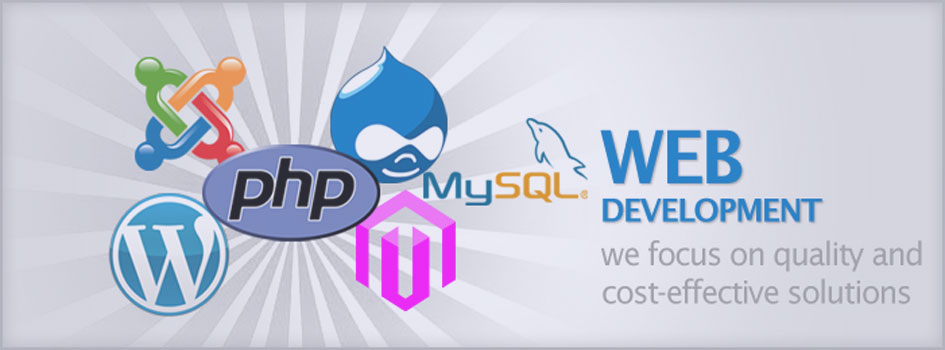 php
MySQL®
W
WEB
DEVELOPMENT
we focus on quality and
cost-effective solutions